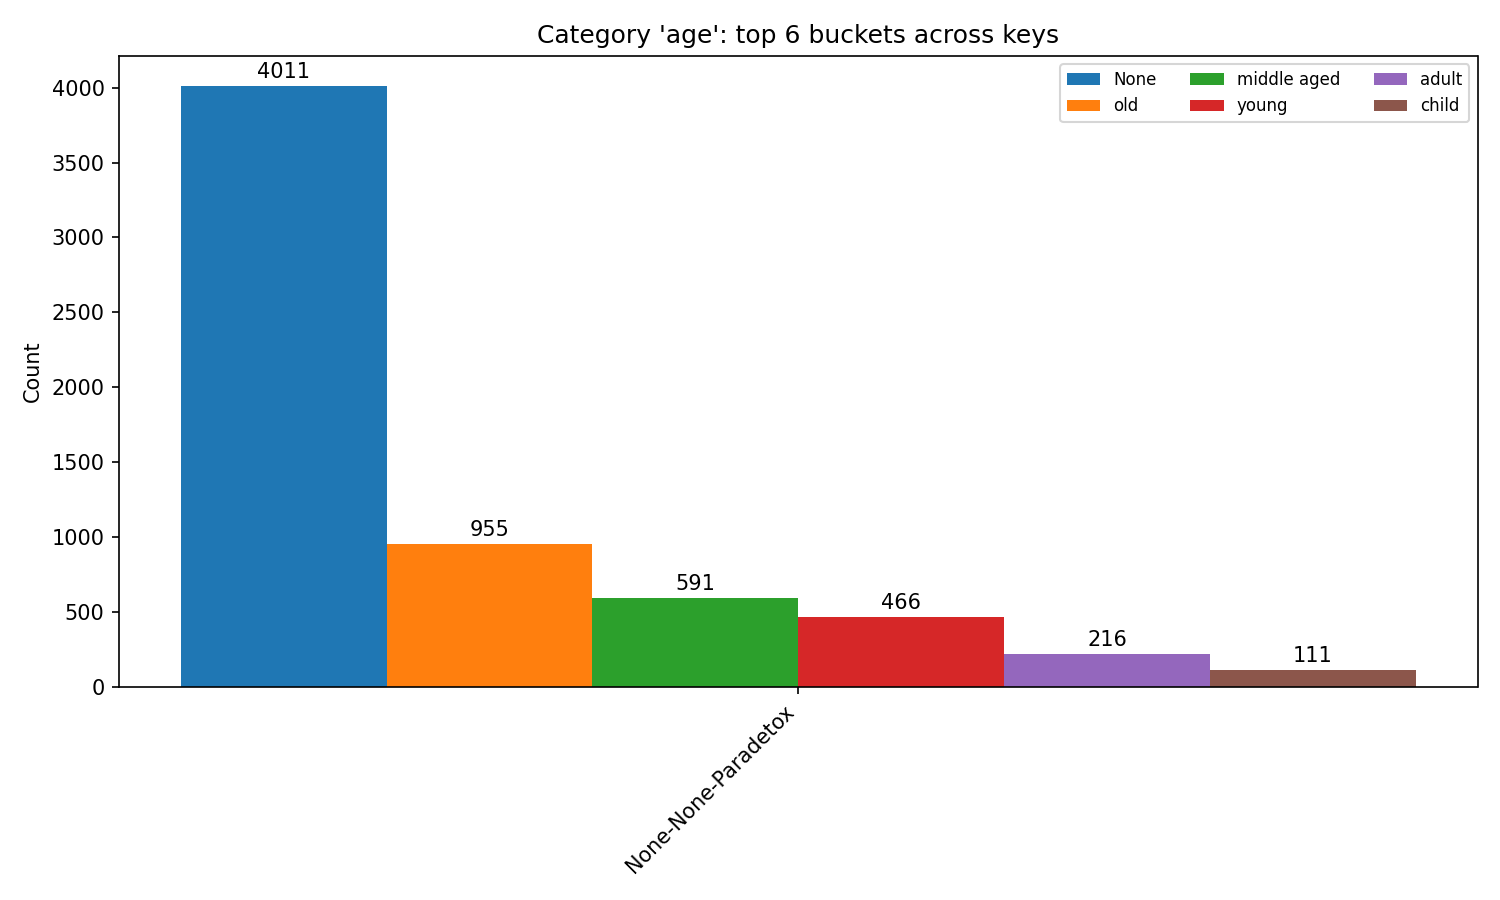 Category 'age': top 6 buckets across keys
None
middle aged
adult
old
young
child
Count
4000
3500
3000
2500
2000
1500
1000
500
0
4011
955
591
466
216
111
None-None-Paradetox